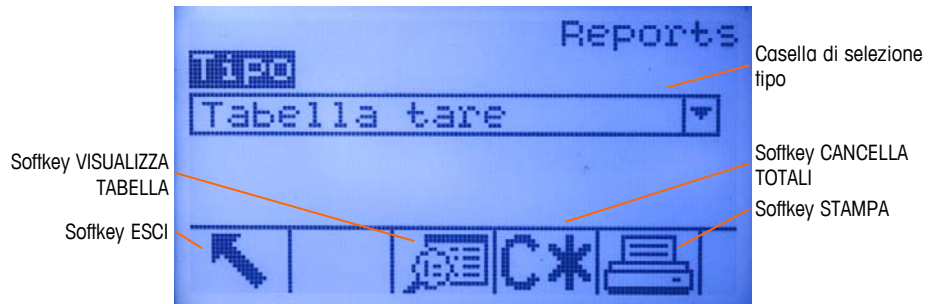 Reports
Tipo
Tabella tare
Casella di selezione
tipo
Softkey VISUALIZZA
TABELLA
Softkey CANCELLA
TOTALI
Softkey ESCI
Softkey STAMPA
C*